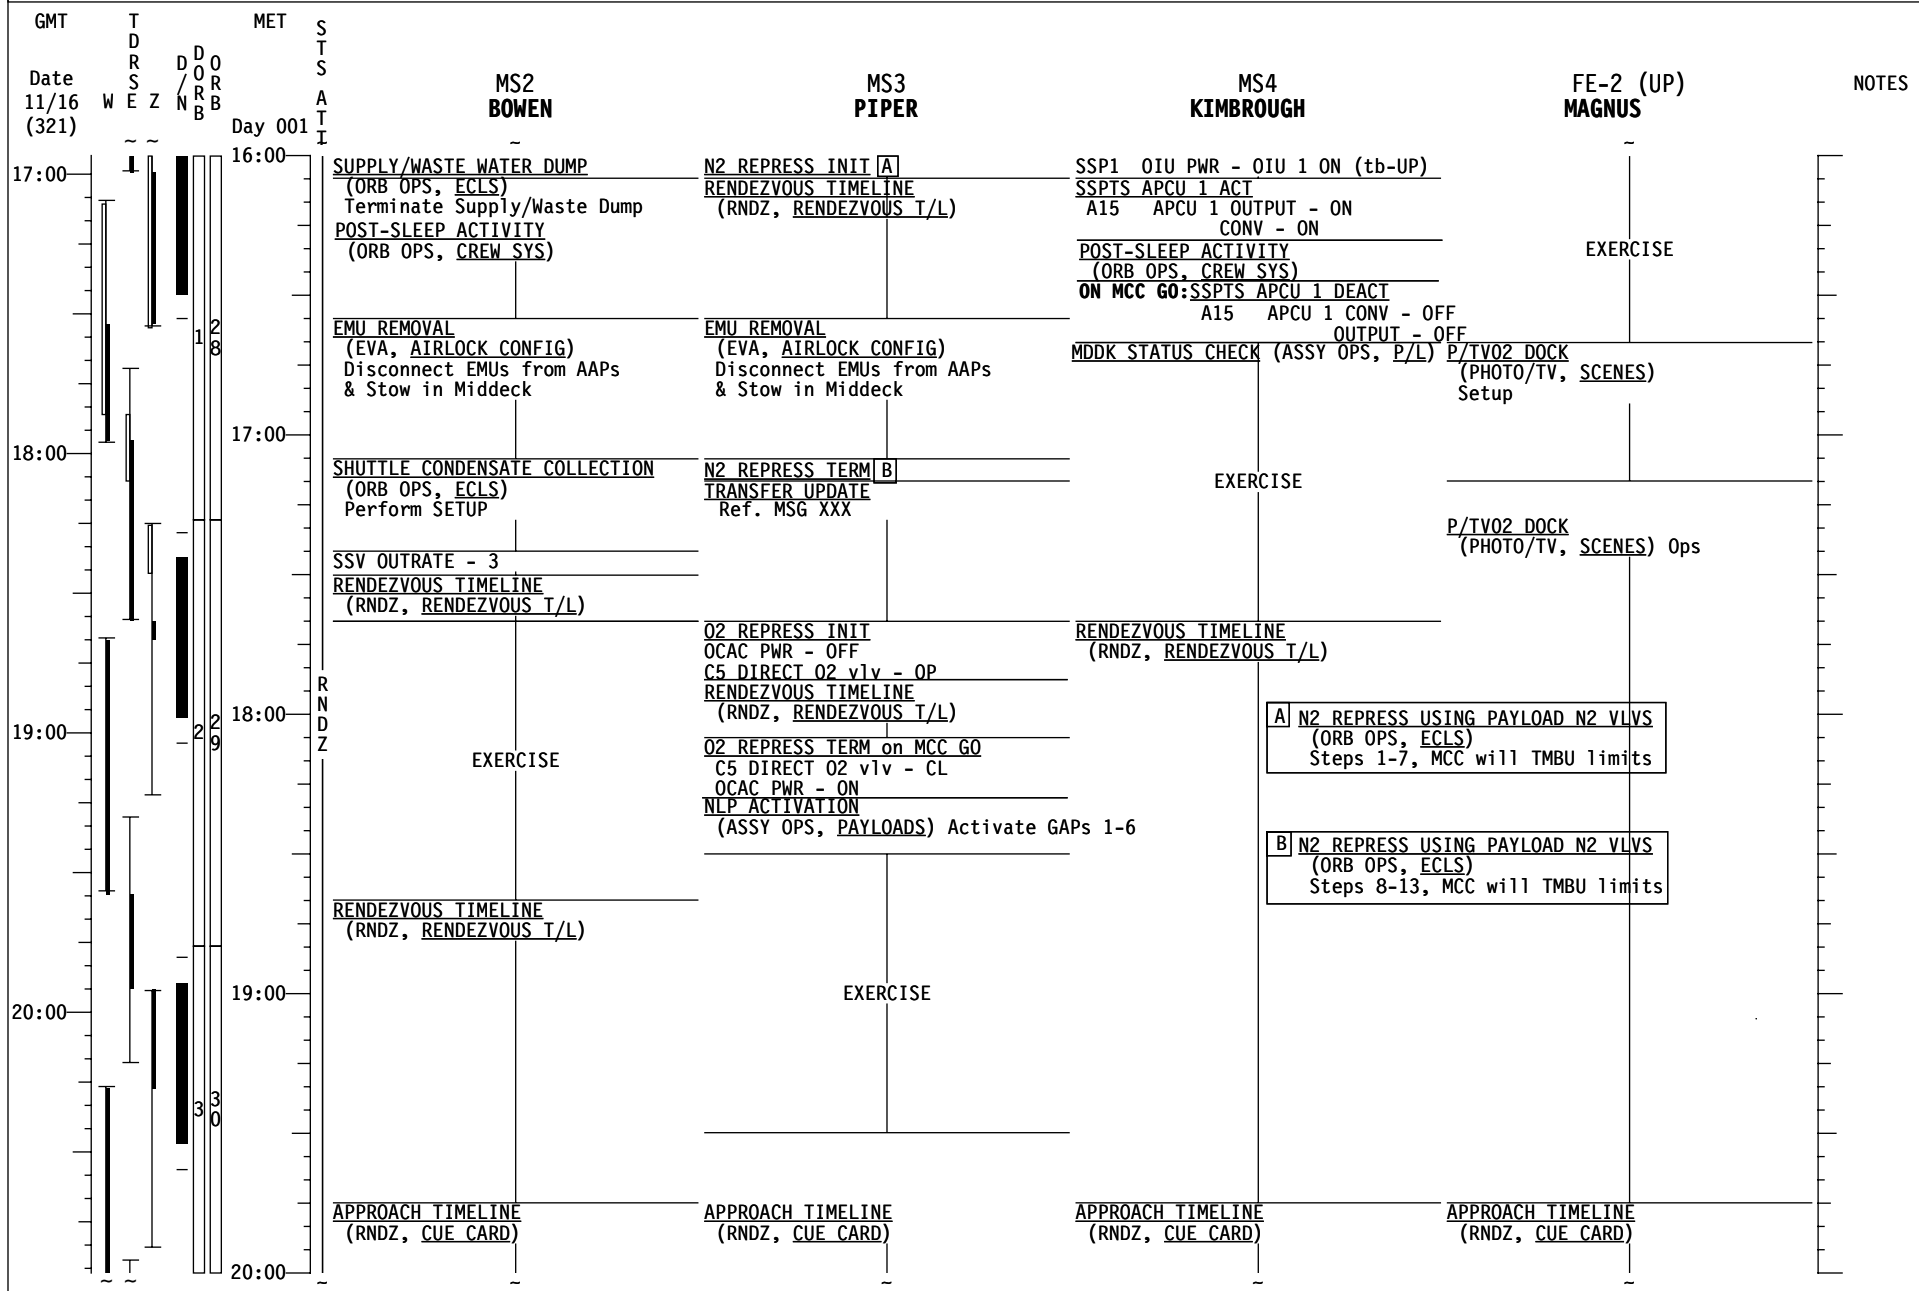 GMT
Date
11/16
(321)
TDRS
W E Z
D/N
DORB
ORB
MET
Day 001
STS ATT
MS2
BOWEN
MS3
PIPER
MS4
KIMBROUGH
FE-2 (UP)
MAGNUS
NOTES
17:00
18:00
19:00
20:00
1
2
3
28
29
30
16:00
17:00
18:00
19:00
20:00
RNDZ
SUPPLY/WASTE WATER DUMP
(ORB OPS, ECLS)
Terminate Supply/Waste Dump
POST-SLEEP ACTIVITY
(ORB OPS, CREW SYS)
EMU REMOVAL
(EVA, AIRLOCK CONFIG)
Disconnect EMUs from AAPs
& Stow in Middeck
SHUTTLE CONDENSATE COLLECTION
(ORB OPS, ECLS)
Perform SETUP
SSV OUTRATE - 3
RENDEZVOUS TIMELINE
(RNDZ, RENDEZVOUS T/L)
EXERCISE
RENDEZVOUS TIMELINE
(RNDZ, RENDEZVOUS T/L)
APPROACH TIMELINE
(RNDZ, CUE CARD)
N2 REPRESS INIT A
RENDEZVOUS TIMELINE
(RNDZ, RENDEZVOUS T/L)
EMU REMOVAL
(EVA, AIRLOCK CONFIG)
Disconnect EMUs from AAPs
& Stow in Middeck
N2 REPRESS TERM B
TRANSFER UPDATE
Ref. MSG XXX
O2 REPRESS INIT
OCAC PWR - OFF
C5 DIRECT O2 vlv - OP
RENDEZVOUS TIMELINE
(RNDZ, RENDEZVOUS T/L)
O2 REPRESS TERM on MCC GO
C5 DIRECT O2 vlv - CL
OCAC PWR - ON
NLP ACTIVATION
(ASSY OPS, PAYLOADS) Activate GAPs 1-6
EXERCISE
APPROACH TIMELINE
(RNDZ, CUE CARD)
SSP1 OIU PWR - OIU 1 ON (tb-UP)
SSPTS APCU 1 ACT
A15 APCU 1 OUTPUT - ON
CONV - ON
POST-SLEEP ACTIVITY
(ORB OPS, CREW SYS)
ON MCC GO:SSPTS APCU 1 DEACT
A15 APCU 1 CONV - OFF
OUTPUT - OFF
MDDK STATUS CHECK (ASSY OPS, P/L)
EXERCISE
RENDEZVOUS TIMELINE
(RNDZ, RENDEZVOUS T/L)
A N2 REPRESS USING PAYLOAD N2 VLVS
(ORB OPS, ECLS)
Steps 1-7, MCC will TMBU limits
B N2 REPRESS USING PAYLOAD N2 VLVS
(ORB OPS, ECLS)
Steps 8-13, MCC will TMBU limits
APPROACH TIMELINE
(RNDZ, CUE CARD)
EXERCISE
P/TV02 DOCK
(PHOTO/TV, SCENES)
Setup
P/TV02 DOCK
(PHOTO/TV, SCENES) Ops
APPROACH TIMELINE
(RNDZ, CUE CARD)